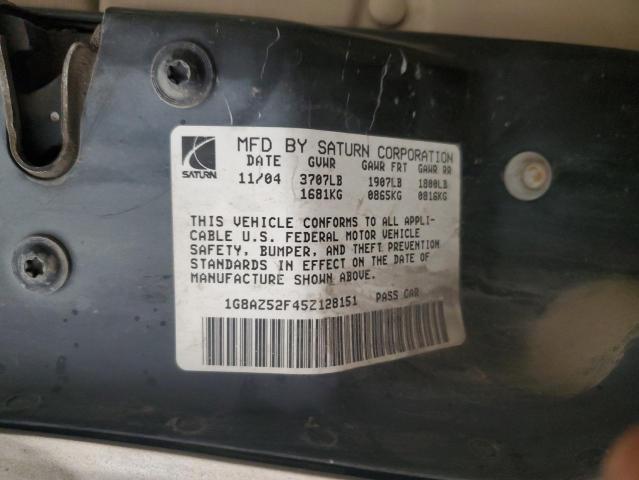 MFD BY SATURN CORPORATION
DATE GVWR GAWR FRT GAWR RR
11/04 3707LB 1907LB 1800LB
1681KG 0865KG 0816KG
SATURN
THIS VEHICLE CONFORMS TO ALL APPLI-
CABLE U.S. FEDERAL MOTOR VEHICLE
SAFETY, BUMPER, AND THEFT PREVENTION
STANDARDS IN EFFECT ON THE DATE OF
MANUFACTURE SHOWN ABOVE.
1G8AZ52F45Z128151 PASS CAR